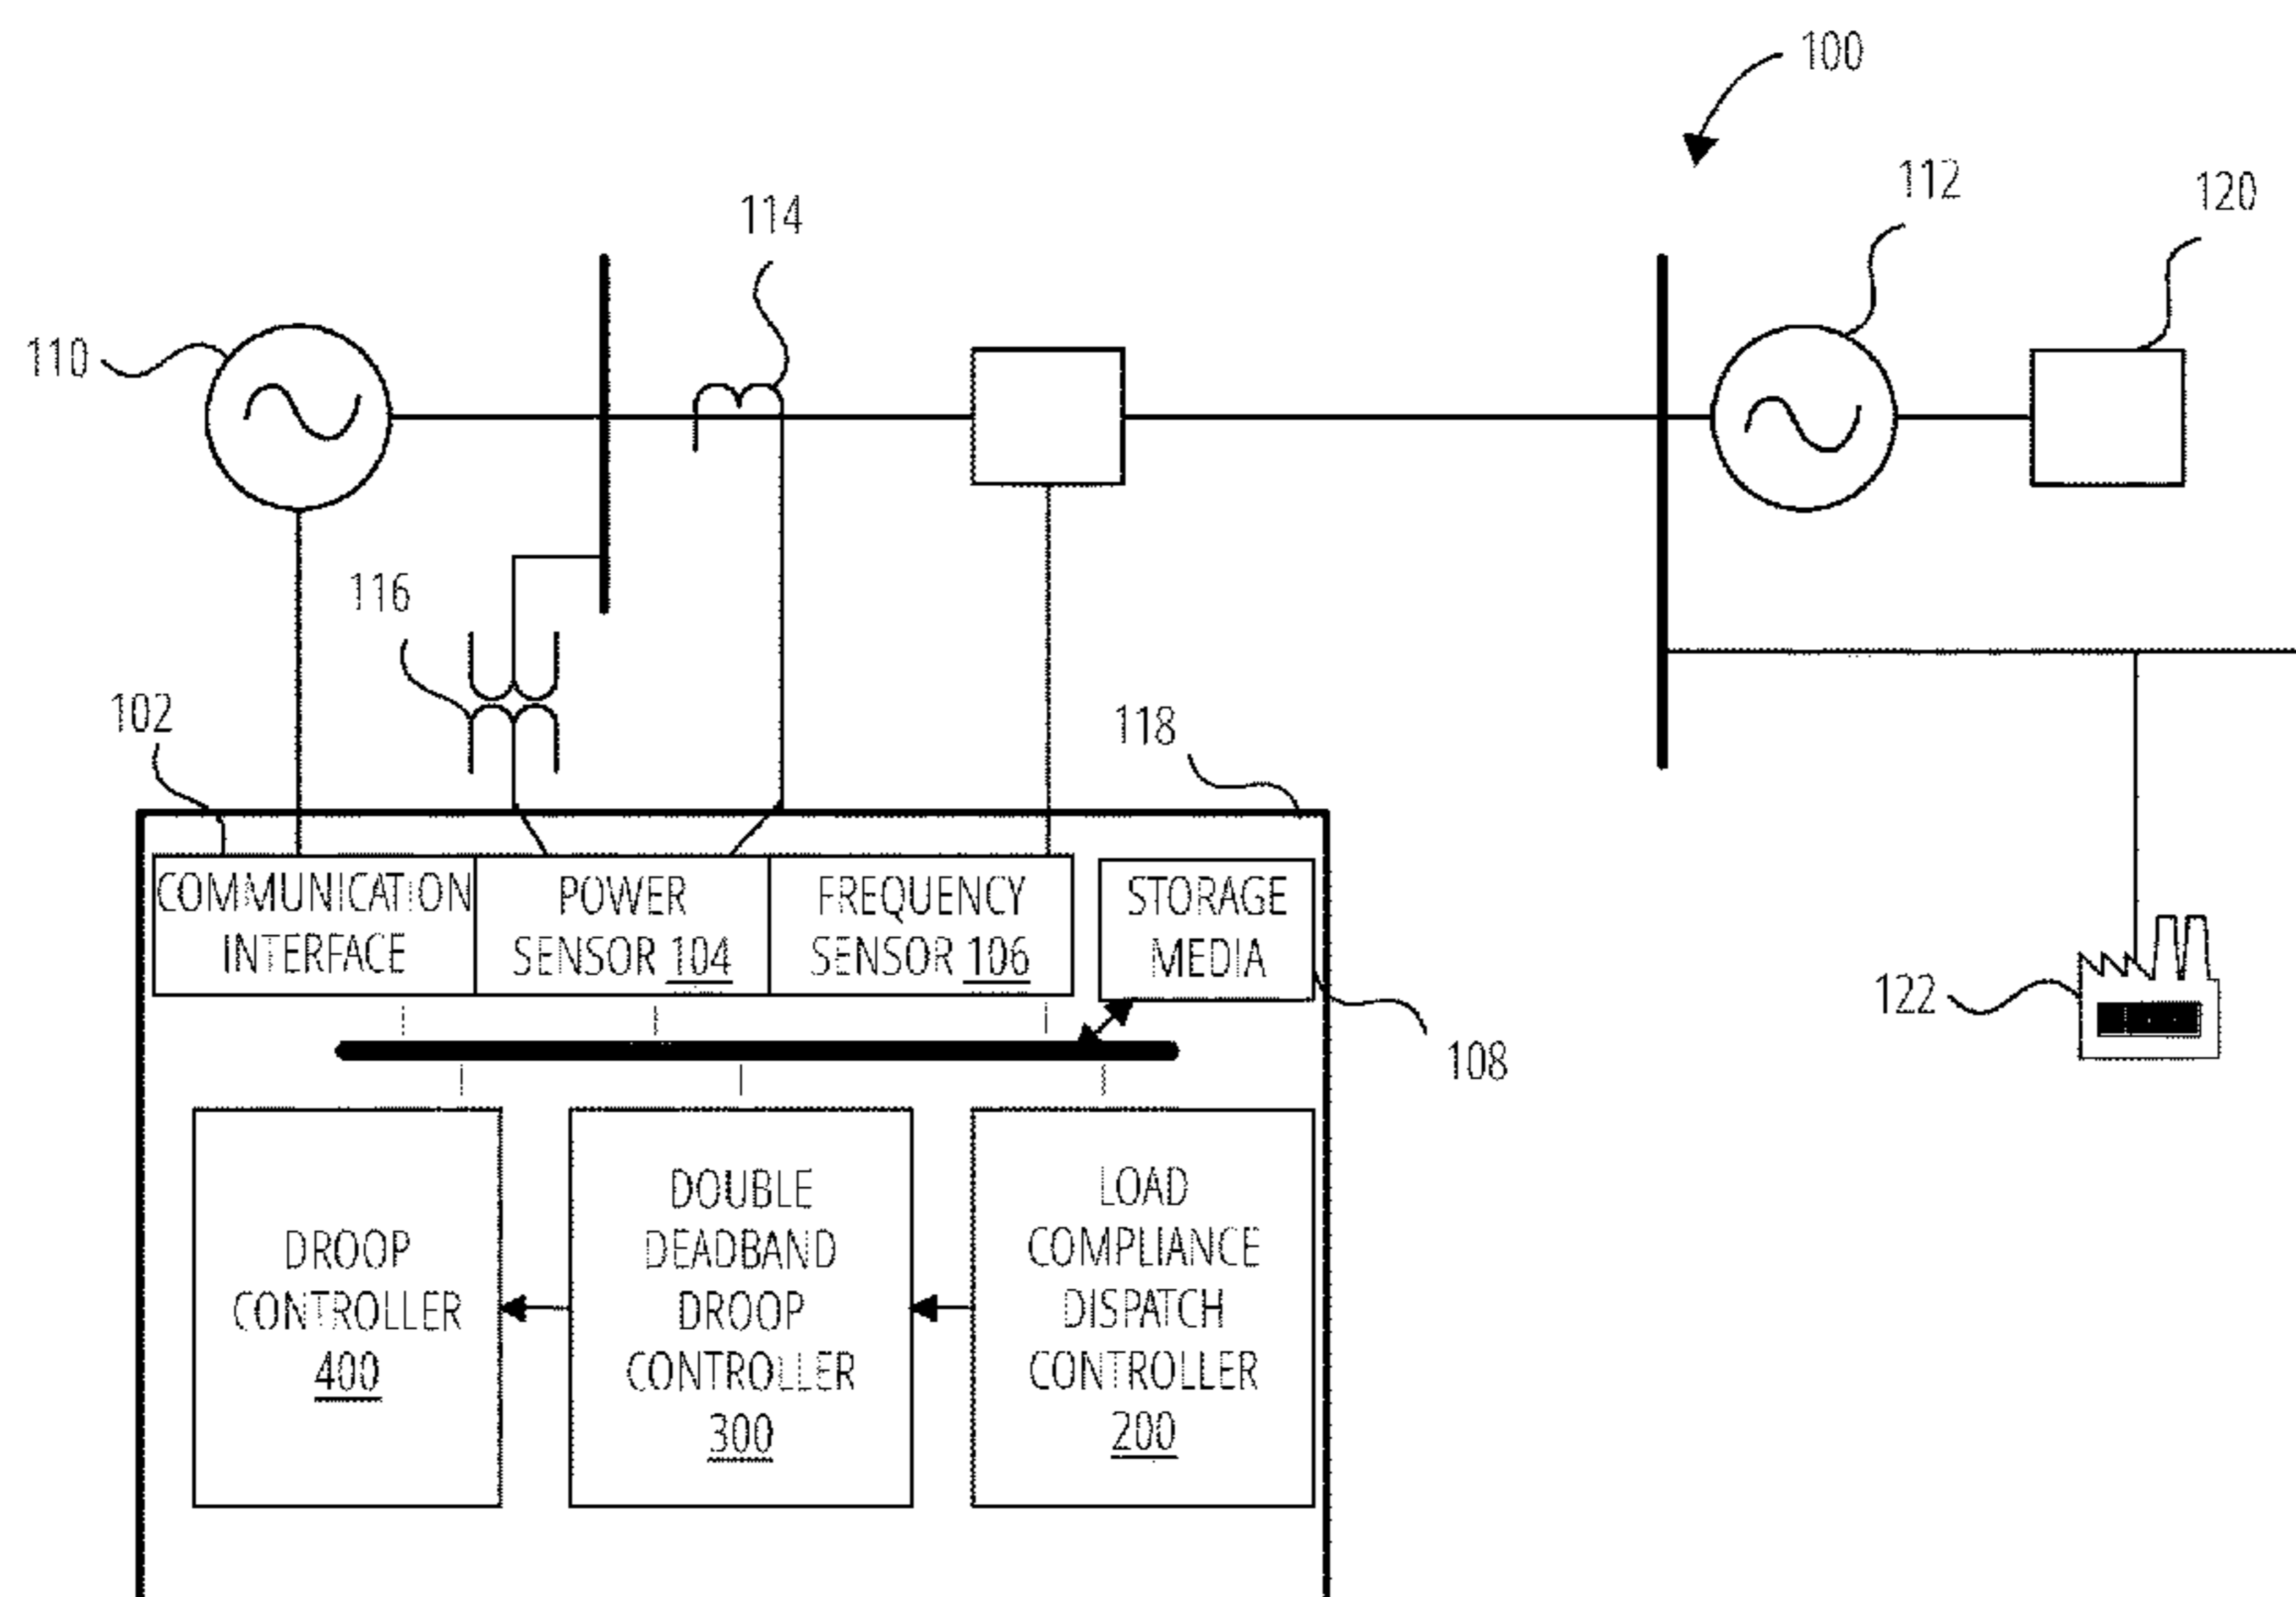 100
112
120
114
110
116
102
118
COMMUNICATION
INTERFACE
POWER
SENSOR 104
FREQUENCY
SENSOR 106
STORAGE
MEDIA
122
108
DROOP
CONTROLLER
400
DOUBLE
DEADBAND
DROOP
CONTROLLER
300
LOAD
COMPLIANCE
DISPATCH
CONTROLLER
200